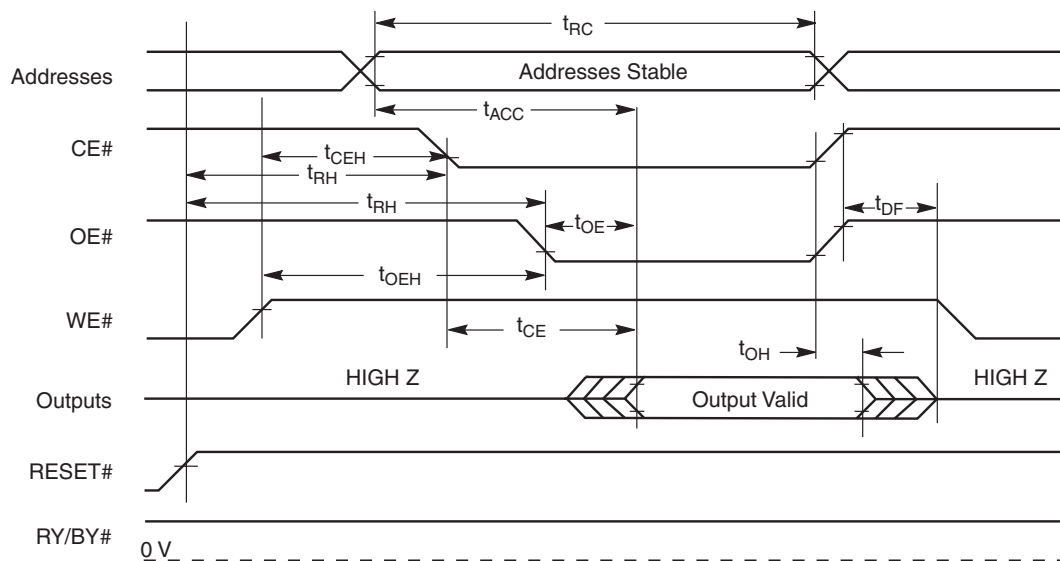 tRC
Addresses
Addresses Stable
tACC
CE#
tCEH
tRH
tRH
tDF
OE#
tOE
tOEH
WE#
tCE
tOH
HIGH Z
HIGH Z
Outputs
Output Valid
RESET#
RY/BY#
0 V